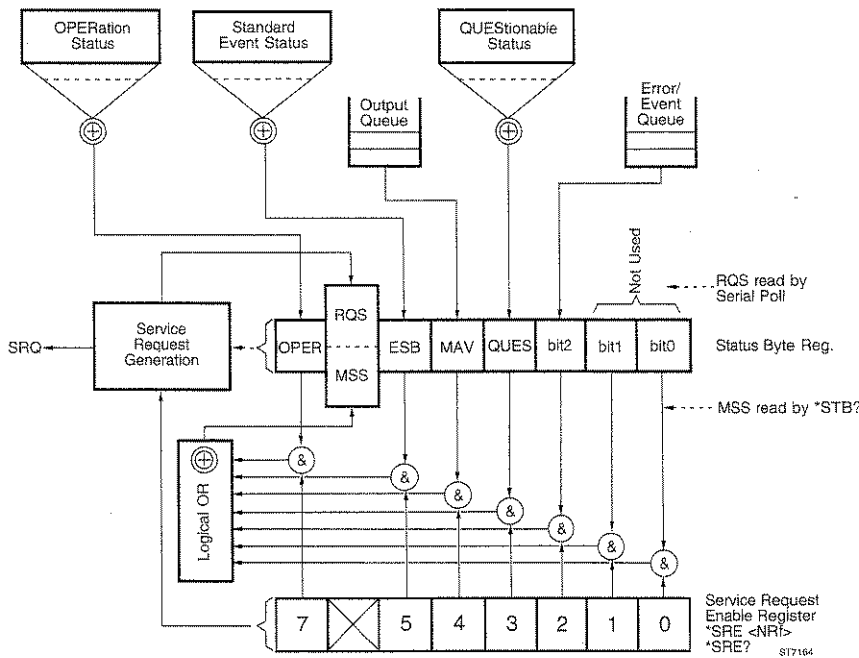 OPERation
Status
Standard
Event Status
QUEStionable
Status
Output
Queue
Error/
Event
Queue
Not Used
RQS read by
Serial Poll
SRQ
Service
Request
Generation
OPER
RQS
MSS
ESB
MAV
QUES
bit2
bit1
bit0
Status Byte Reg.
MSS read by *STB?
Logical OR
&
&
&
&
&
&
&
7
5
4
3
2
1
0
Service Request
Enable Register
*SRE <NRf>
*SRE?
ST7164